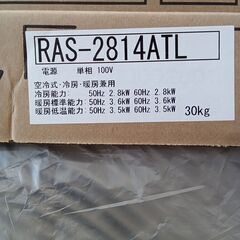 RAS-2814ATL
電源 単相 100V
空冷式・冷房・暖房兼用
冷房能力: 50Hz 2.8kW 60Hz 2.8kW
暖房標準能力: 50Hz 3.6kW 60Hz 3.6kW
暖房低温能力: 50Hz 3.5kW 60Hz 3.5kW
30kg